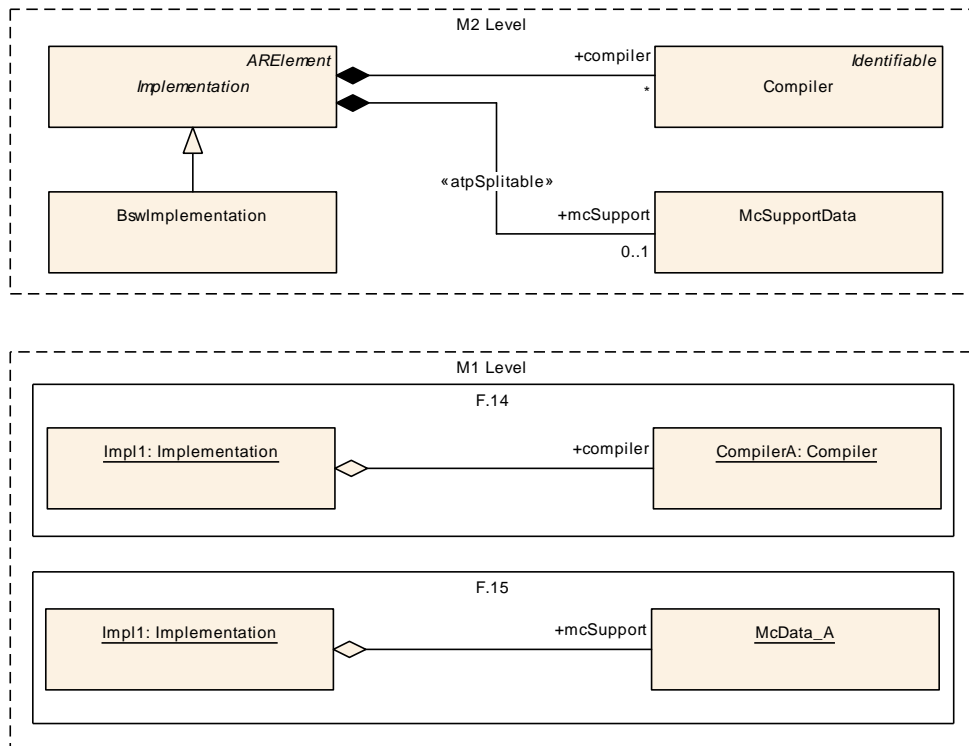 M2 Level
ARElement
Implementation
+compiler
*
Identifiable
Compiler
«atpSplitable»
BswImplementation
+mcSupport
0..1
McSupportData
M1 Level
F.14
Impl1: Implementation
+compiler
CompilerA: Compiler
F.15
Impl1: Implementation
+mcSupport
McData_A